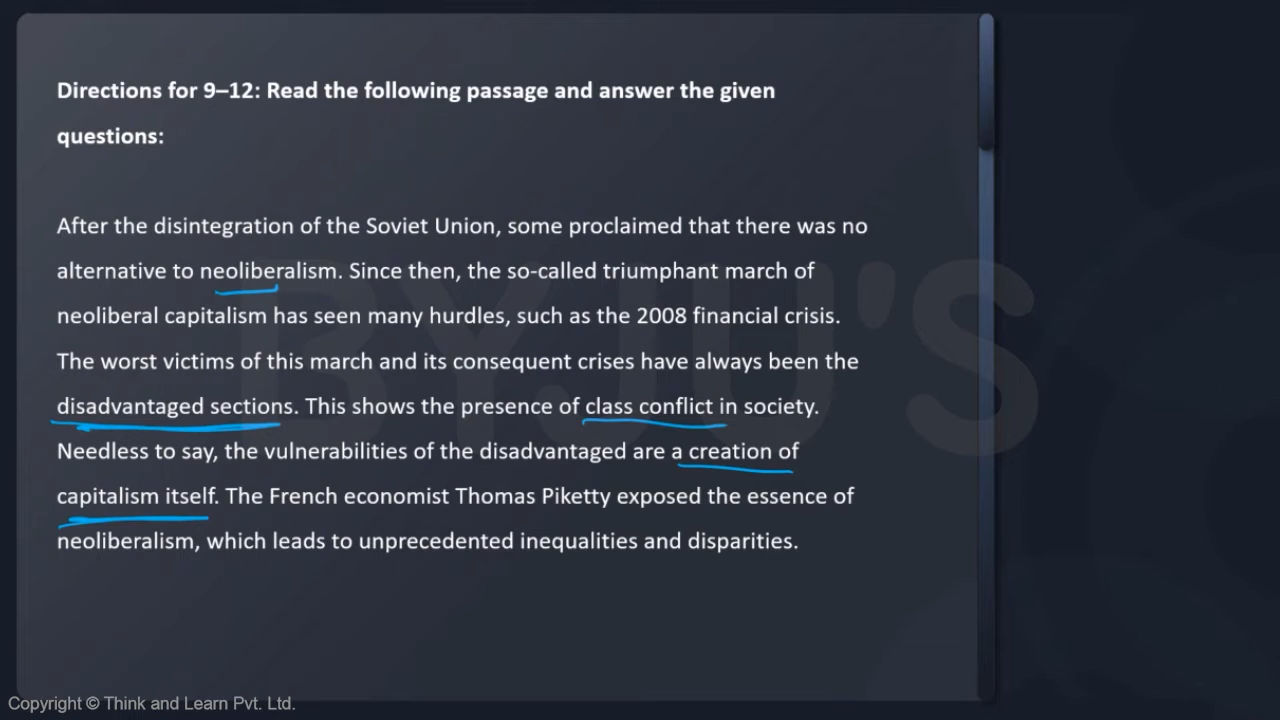 Directions for 9–12: Read the following passage and answer the given
questions:
After the disintegration of the Soviet Union, some proclaimed that there was no
alternative to neoliberalism. Since then, the so-called triumphant march of
neoliberal capitalism has seen many hurdles, such as the 2008 financial crisis.
The worst victims of this march and its consequent crises have always been the
disadvantaged sections. This shows the presence of class conflict in society.
Needless to say, the vulnerabilities of the disadvantaged are a creation of
capitalism itself. The French economist Thomas Piketty exposed the essence of
neoliberalism, which leads to unprecedented inequalities and disparities.
BYJU'S
Copyright © Think and Learn Pvt. Ltd.